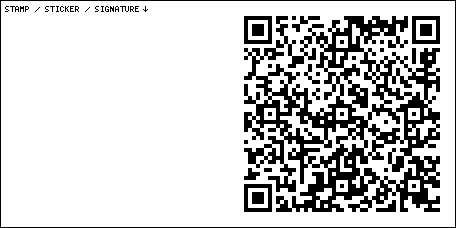 STAMP / STICKER / SIGNATURE ↓